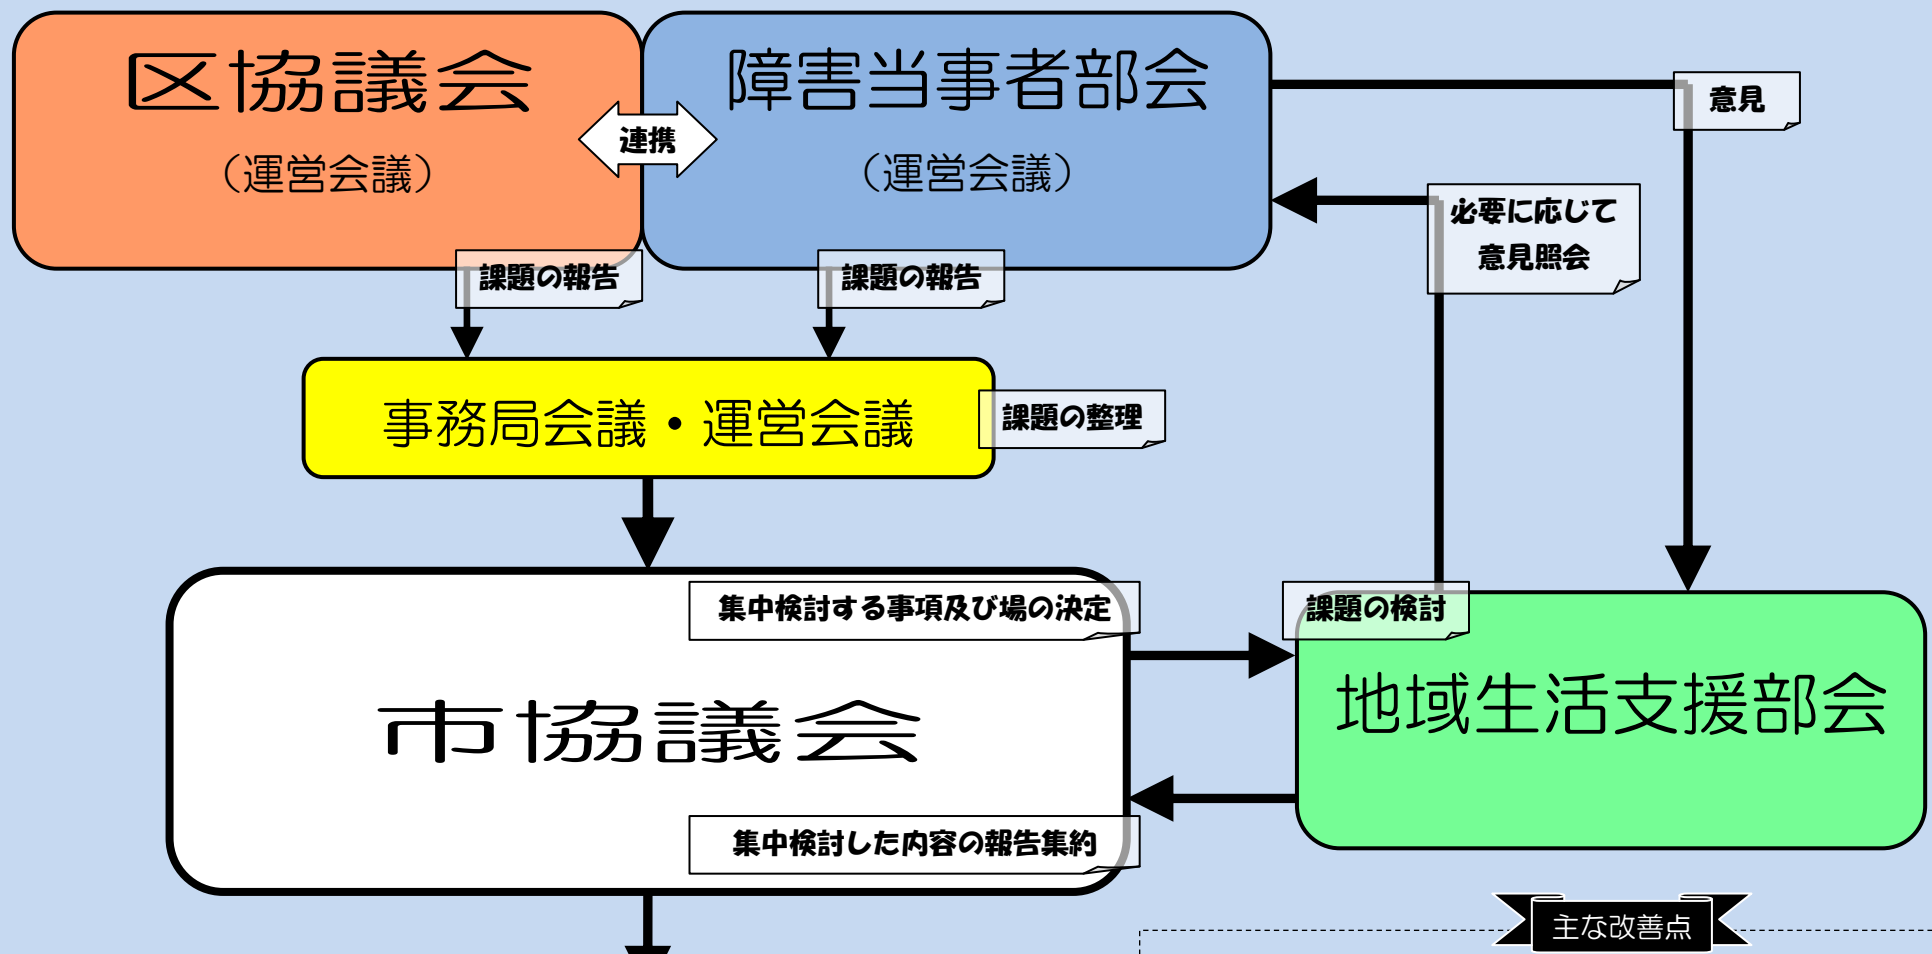 区協議会
（運営会議）
連携
障害当事者部会
（運営会議）
意見
必要に応じて
意見照会
課題の報告
課題の報告
事務局会議・運営会議
課題の整理
集中検討する事項及び場の決定
課題の検討
市協議会
地域生活支援部会
集中検討した内容の報告集約
主な改善点